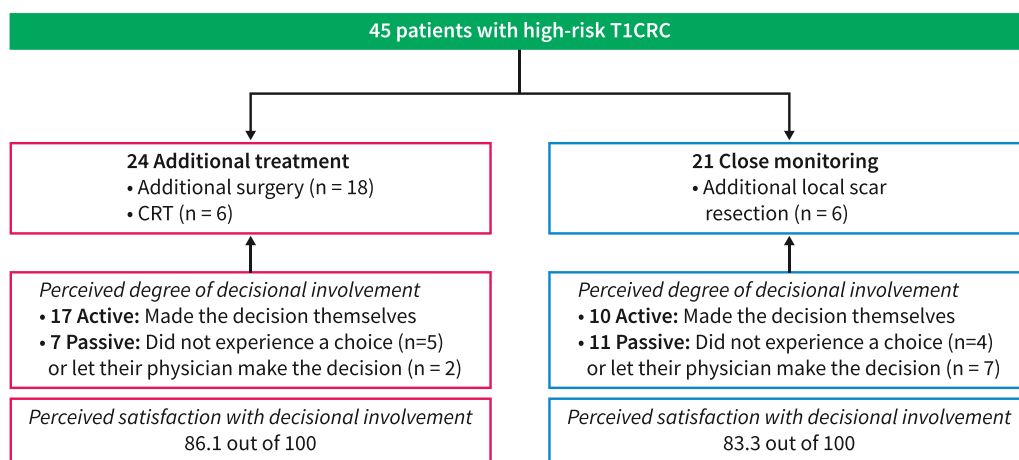 45 patients with high-risk T1CRC
24 Additional treatment
• Additional surgery (n = 18)
• CRT (n = 6)
21 Close monitoring
• Additional local scar
resection (n = 6)
Perceived degree of decisional involvement
• 17 Active: Made the decision themselves
• 7 Passive: Did not experience a choice (n=5)
or let their physician make the decision (n = 2)
Perceived degree of decisional involvement
• 10 Active: Made the decision themselves
• 11 Passive: Did not experience a choice (n=4)
or let their physician make the decision (n = 7)
Perceived satisfaction with decisional involvement
86.1 out of 100
Perceived satisfaction with decisional involvement
83.3 out of 100